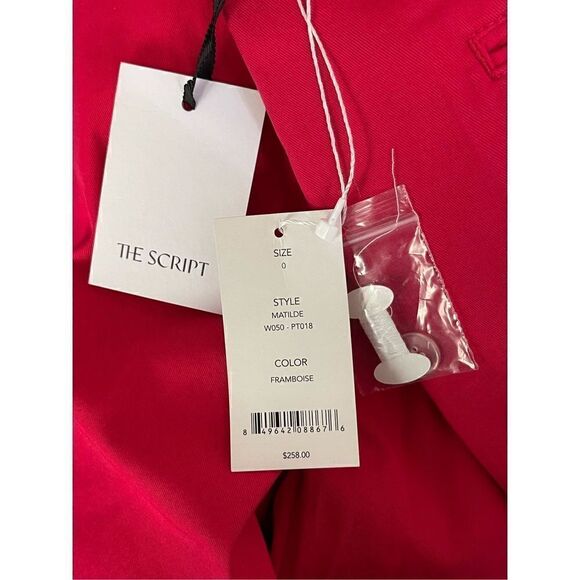 THE SCRIPT
SIZE
0
STYLE
MATILDE
W050 - PT018
COLOR
FRAMBOISE
8 49642 08867 6
$258.00